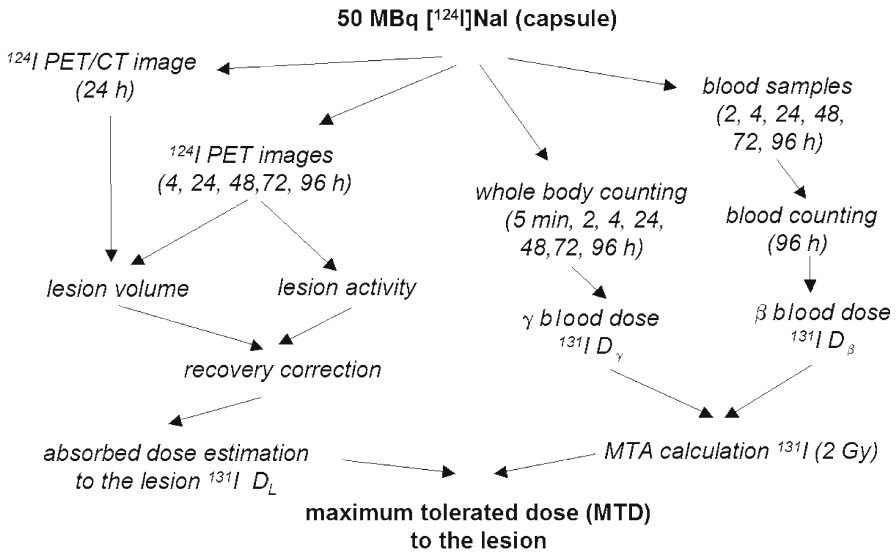 50 MBq [¹²⁴I]NaI (capsule)
¹²⁴I PET/CT image
(24 h)
blood samples
(2, 4, 24, 48,
72, 96 h)
¹²⁴I PET images
(4, 24, 48,72, 96 h)
whole body counting
(5 min, 2, 4, 24,
48,72, 96 h)
blood counting
(96 h)
lesion volume
lesion activity
γ blood dose
¹³¹I Dᵧ
β blood dose
¹³¹I Dᵦ
recovery correction
absorbed dose estimation
to the lesion ¹³¹I D_L
MTA calculation ¹³¹I (2 Gy)
maximum tolerated dose (MTD)
to the lesion